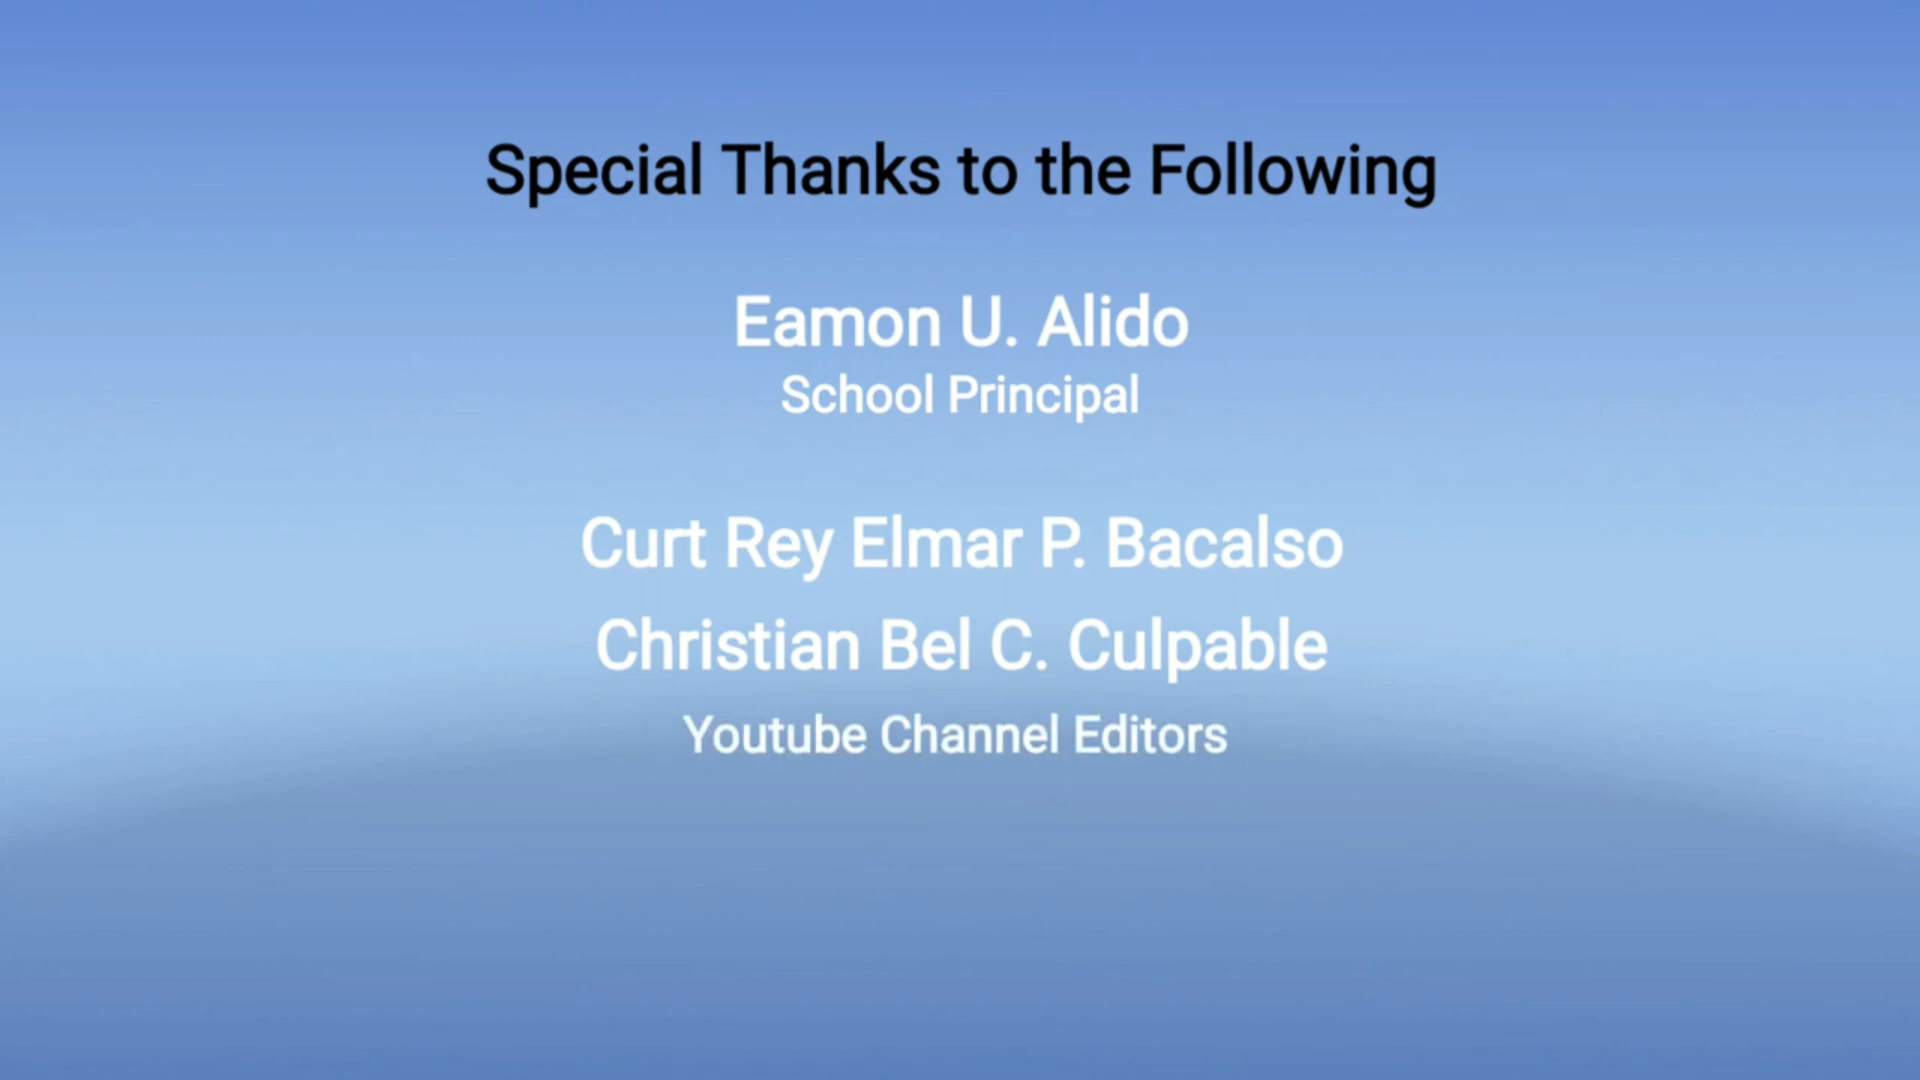 Special Thanks to the Following
Eamon U. Alido
School Principal
Curt Rey Elmar P. Bacalso
Christian Bel C. Culpable
Youtube Channel Editors